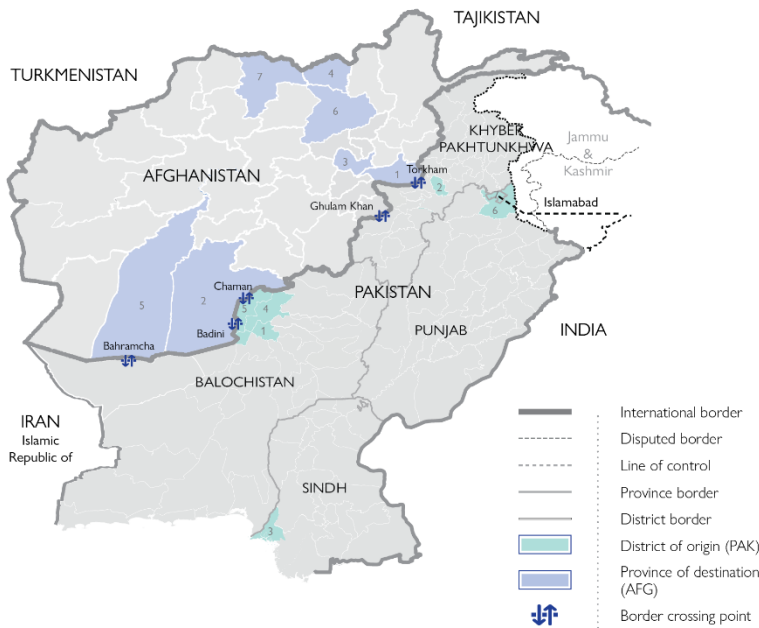 TAJIKISTAN
TURKMENISTAN
7
4
6
KHYBER
PAKHTUNKHWA
Jammu
&
Kashmir
3
1
Torkham
AFGHANISTAN
2
Ghulam Khan
Islamabad
6
5
2
Chaman
5
4
PAKISTAN
Badini
1
PUNJAB
INDIA
Bahramcha
BALOCHISTAN
IRAN
Islamic
Republic of
SINDH
3
International border
Disputed border
Line of control
Province border
District border
District of origin (PAK)
Province of destination
(AFG)
Border crossing point